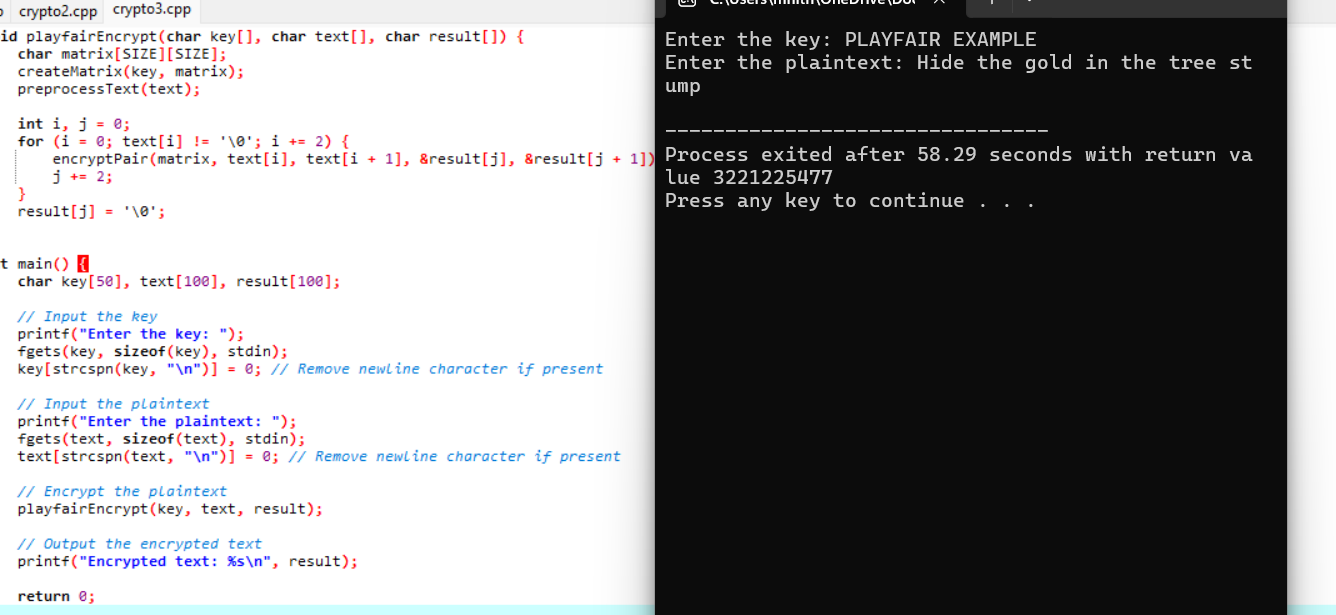 crypto2.cpp crypto3.cpp
id playfairEncrypt(char key[], char text[], char result[]) {
char matrix[SIZE][SIZE];
createMatrix(key, matrix);
preprocessText(text);
int i, j = 0;
for (i = 0; text[i] != '\0'; i += 2) {
encryptPair(matrix, text[i], text[i + 1], &result[j], &result[j + 1])
j += 2;
}
result[j] = '\0';
t main() {
char key[50], text[100], result[100];
// Input the key
printf("Enter the key: ");
fgets(key, sizeof(key), stdin);
key[strcspn(key, "\n")] = 0; // Remove newline character if present
// Input the plaintext
printf("Enter the plaintext: ");
fgets(text, sizeof(text), stdin);
text[strcspn(text, "\n")] = 0; // Remove newline character if present
// Encrypt the plaintext
playfairEncrypt(key, text, result);
// Output the encrypted text
printf("Encrypted text: %s\n", result);
return 0;
Enter the key: PLAYFAIR EXAMPLE
Enter the plaintext: Hide the gold in the tree st
ump
--------------------------------
Process exited after 58.29 seconds with return va
lue 3221225477
Press any key to continue . . .